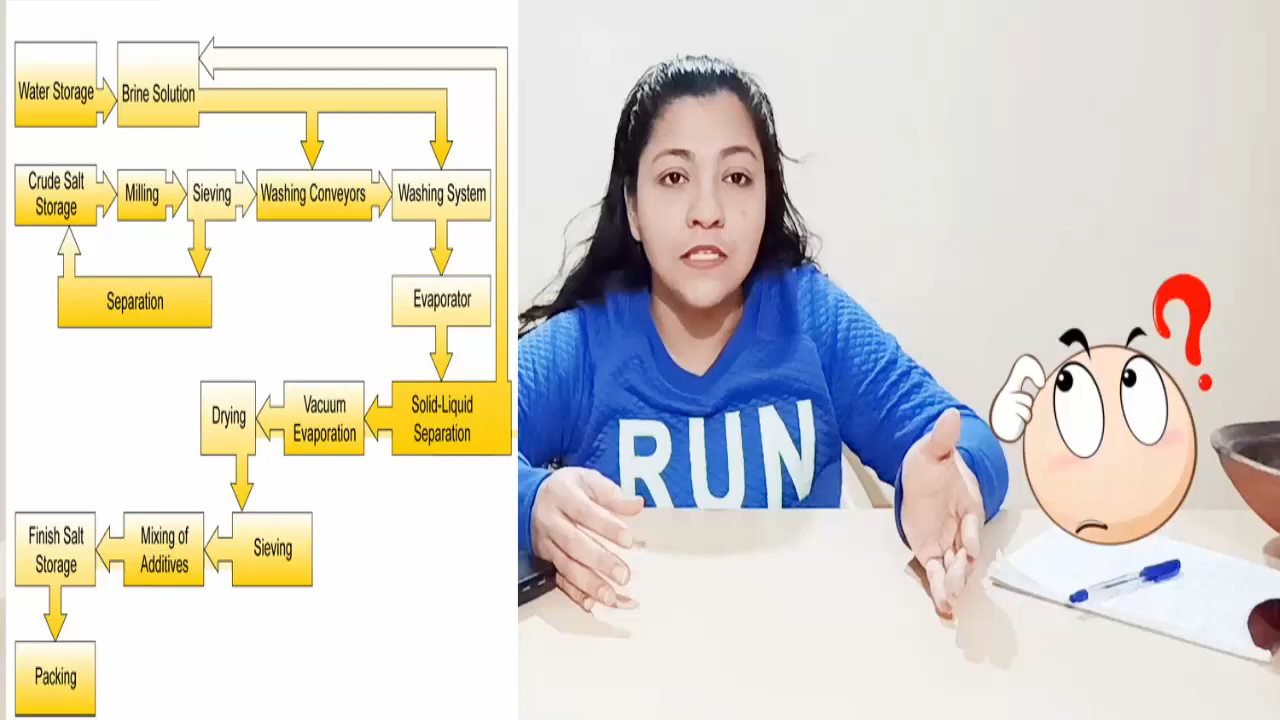 Water Storage
Brine Solution
Crude Salt
Storage
Milling
Sieving
Washing Conveyors
Washing System
Separation
Evaporator
Drying
Vacuum
Evaporation
Solid-Liquid
Separation
Finish Salt
Storage
Mixing of
Additives
Sieving
Packing
RUN
?